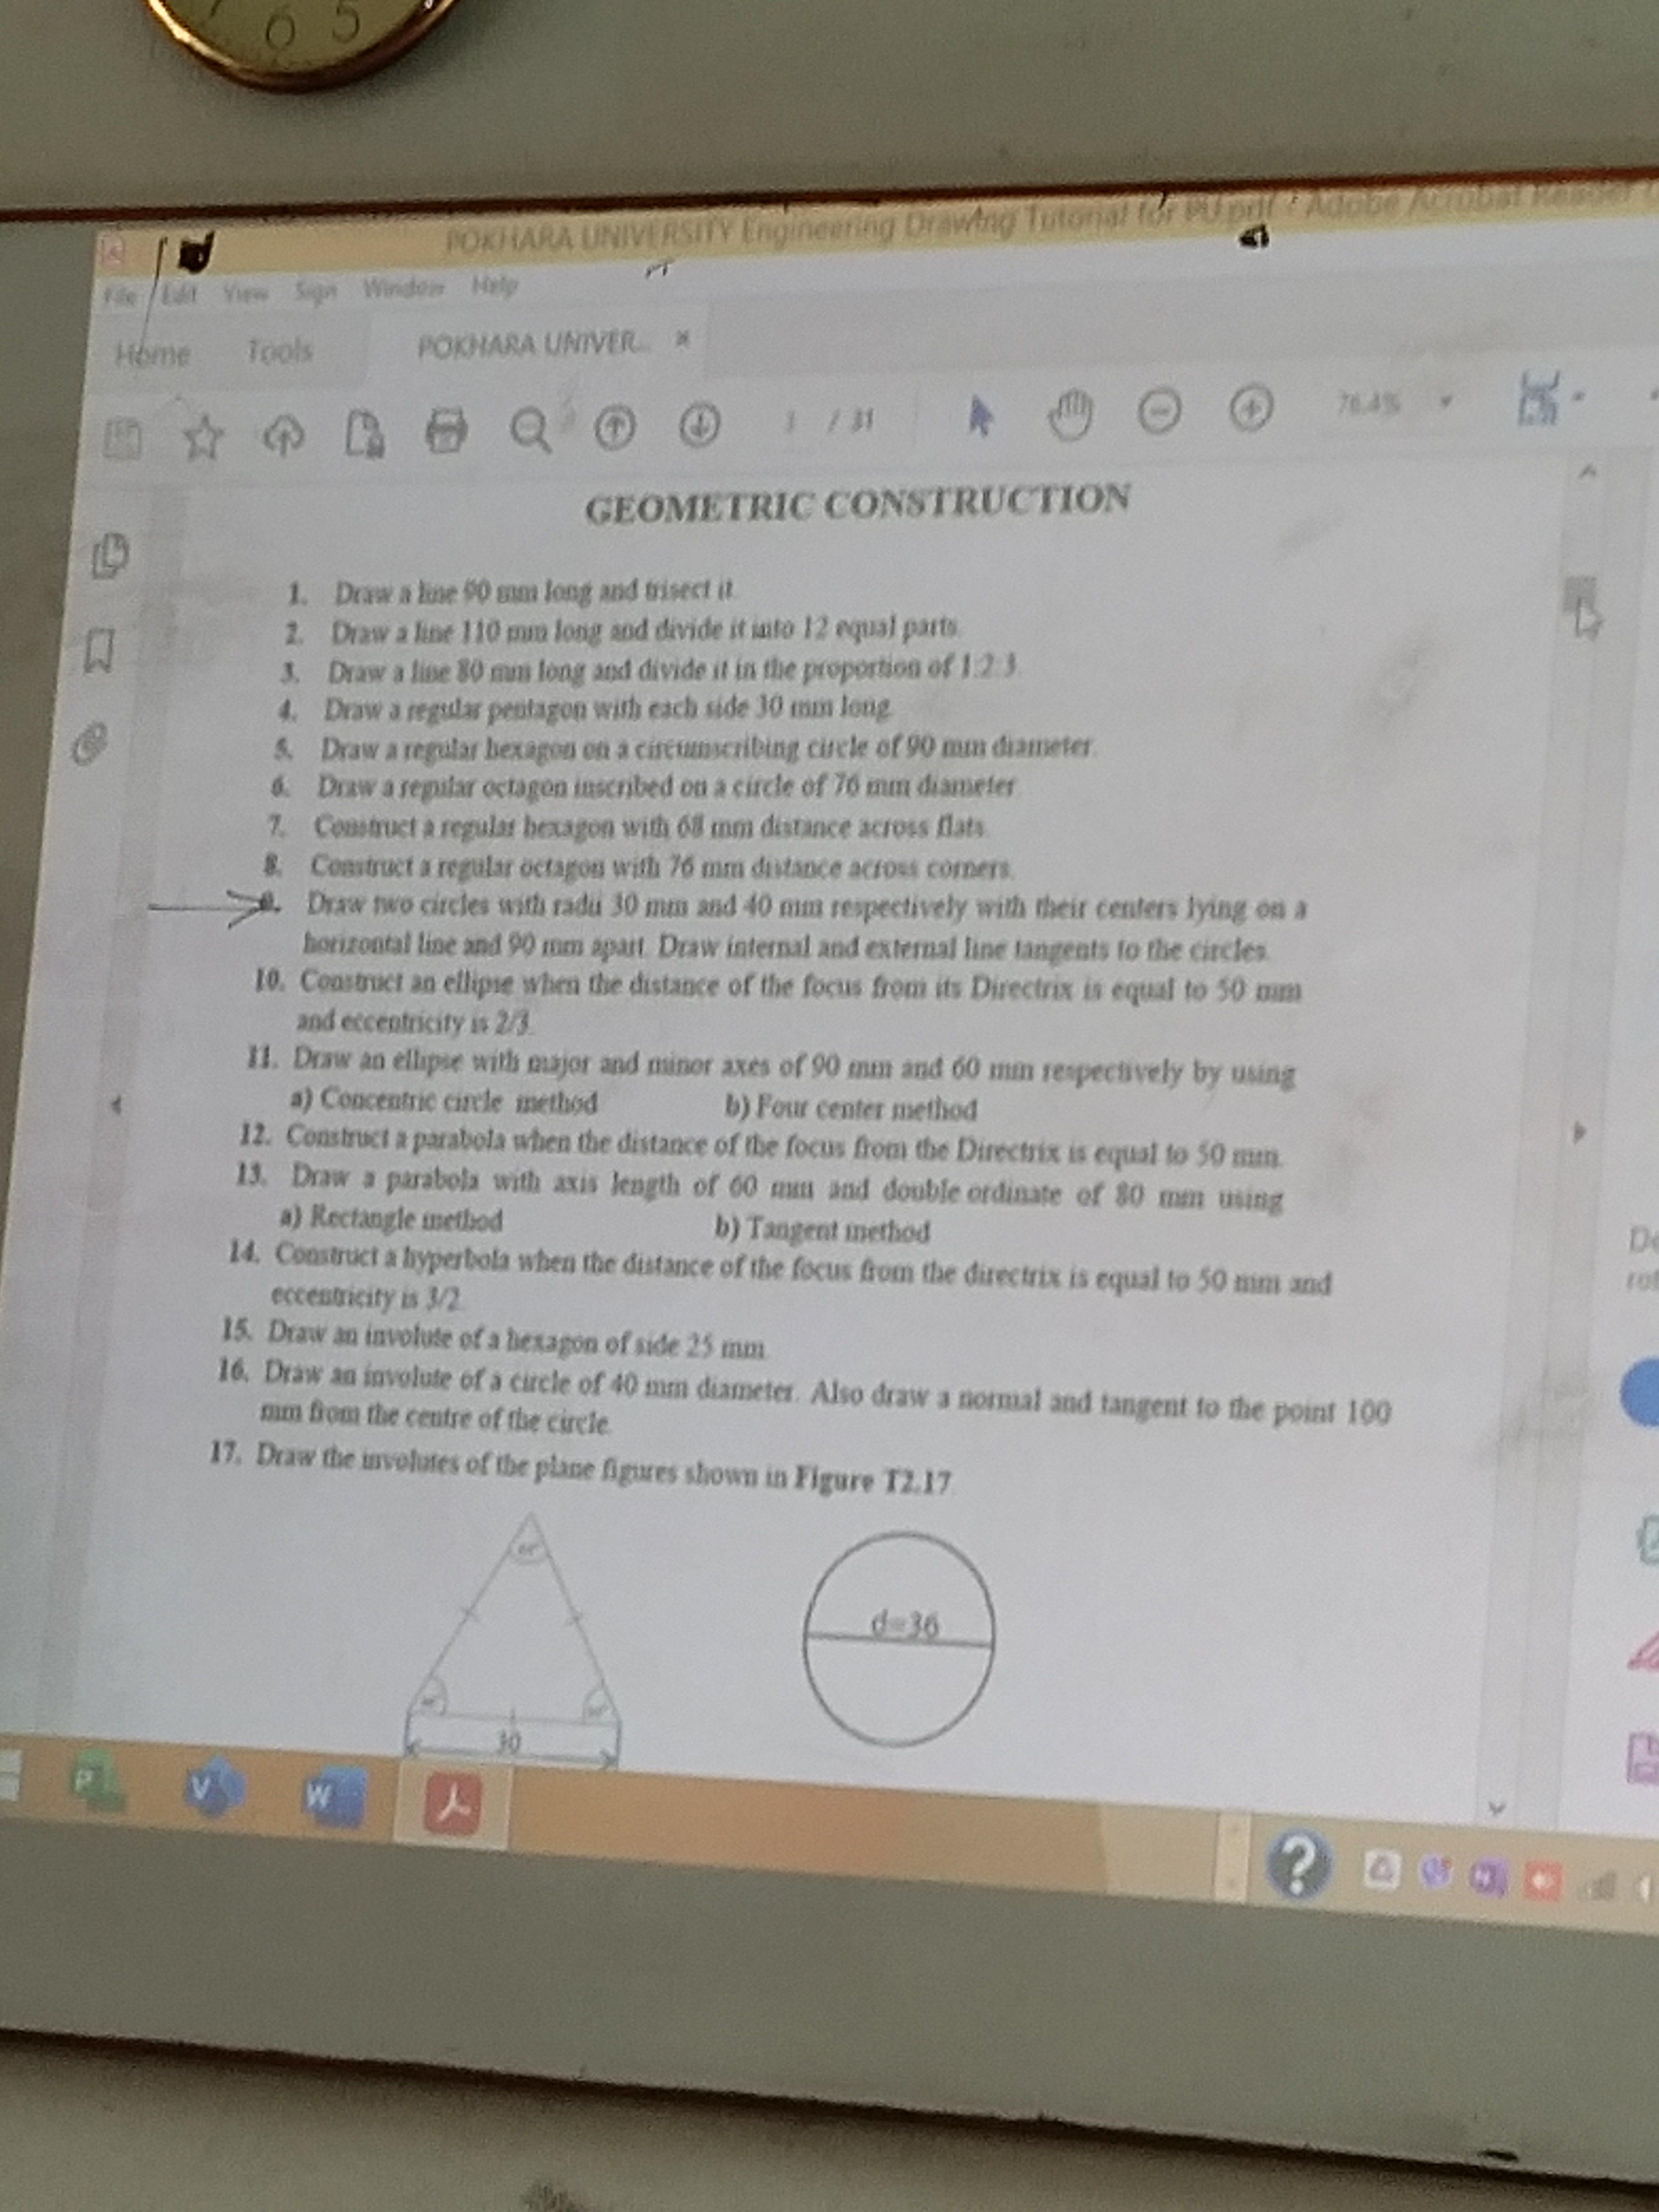 6 5
POKHARA UNIVERSITY Engineering Drawing Tutorial for PU.pdf - Adobe Acrobat Reader
File Edit View Sign Window Help
Home Tools POKHARA UNIVER...
/ 31 76.4%
GEOMETRIC CONSTRUCTION
1. Draw a line 90 mm long and trisect it.
2. Draw a line 110 mm long and divide it into 12 equal parts.
3. Draw a line 80 mm long and divide it in the proportion of 1:2:3.
4. Draw a regular pentagon with each side 30 mm long.
5. Draw a regular hexagon on a circumscribing circle of 90 mm diameter.
6. Draw a regular octagon inscribed on a circle of 76 mm diameter
7. Construct a regular hexagon with 68 mm distance across flats.
8. Construct a regular octagon with 76 mm distance across corners.
9. Draw two circles with radii 30 mm and 40 mm respectively with their centers lying on a
horizontal line and 90 mm apart. Draw internal and external line tangents to the circles.
10. Construct an ellipse when the distance of the focus from its Directrix is equal to 50 mm
and eccentricity is 2/3.
11. Draw an ellipse with major and minor axes of 90 mm and 60 mm respectively by using
a) Concentric circle method b) Four center method
12. Construct a parabola when the distance of the focus from the Directrix is equal to 50 mm.
13. Draw a parabola with axis length of 60 mm and double ordinate of 80 mm using
a) Rectangle method b) Tangent method
14. Construct a hyperbola when the distance of the focus from the directrix is equal to 50 mm and
eccentricity is 3/2.
15. Draw an involute of a hexagon of side 25 mm.
16. Draw an involute of a circle of 40 mm diameter. Also draw a normal and tangent to the point 100
mm from the centre of the circle.
17. Draw the involutes of the plane figures shown in Figure T2.17.
d=36
30
P V W
?